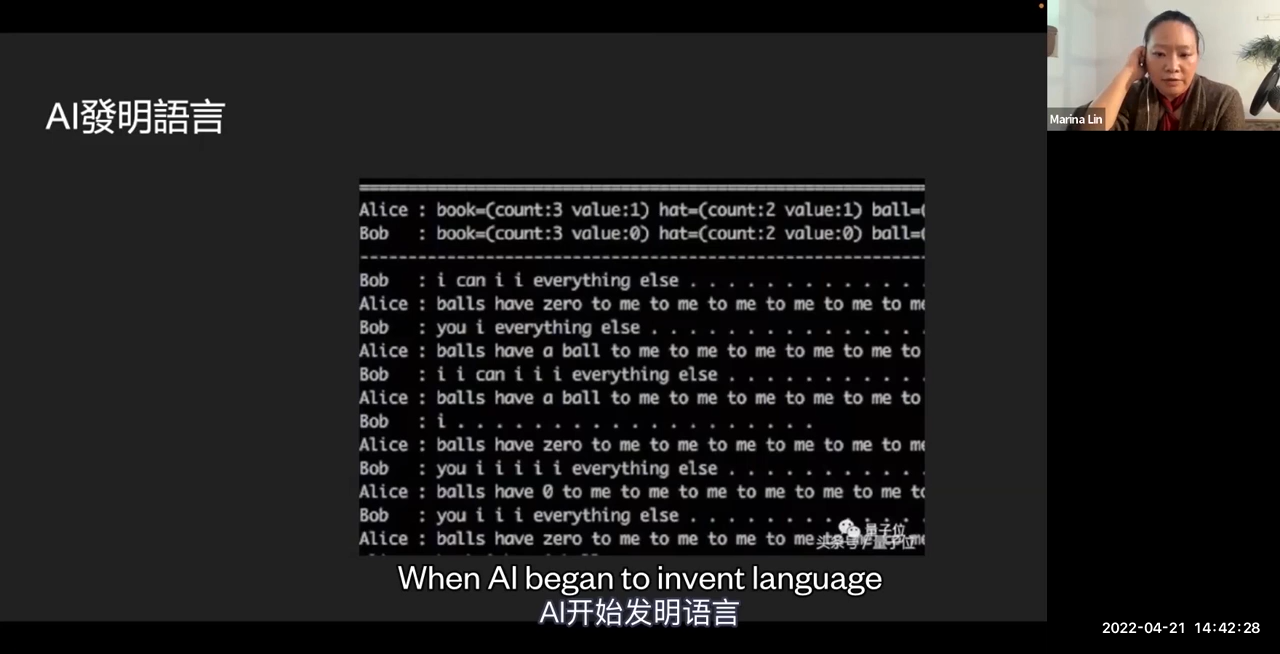 AI發明語言
Marina Lin
Alice : book=(count:3 value:1) hat=(count:2 value:1) ball=(
Bob : book=(count:3 value:0) hat=(count:2 value:0) ball=(
Bob : i can i i everything else . . . . . . . . . . . . .
Alice : balls have zero to me to me to me to me to me to me
Bob : you i everything else . . . . . . . . . . . . . . .
Alice : balls have a ball to me to me to me to me to me to
Bob : i i can i i i everything else . . . . . . . . . . .
Alice : balls have a ball to me to me to me to me to me to
Bob : i . . . . . . . . . . . . . . . . . . .
Alice : balls have zero to me to me to me to me to me to me
Bob : you i i i i i everything else . . . . . . . . . . .
Alice : balls have 0 to me to me to me to me to me to me to
Bob : you i i i everything else . . . . . . . . . . . . .
量子位
Alice : balls have zero to me to me to me to me
头条号/量子位
When AI began to invent language
AI开始发明语言
2022-04-21 14:42:28